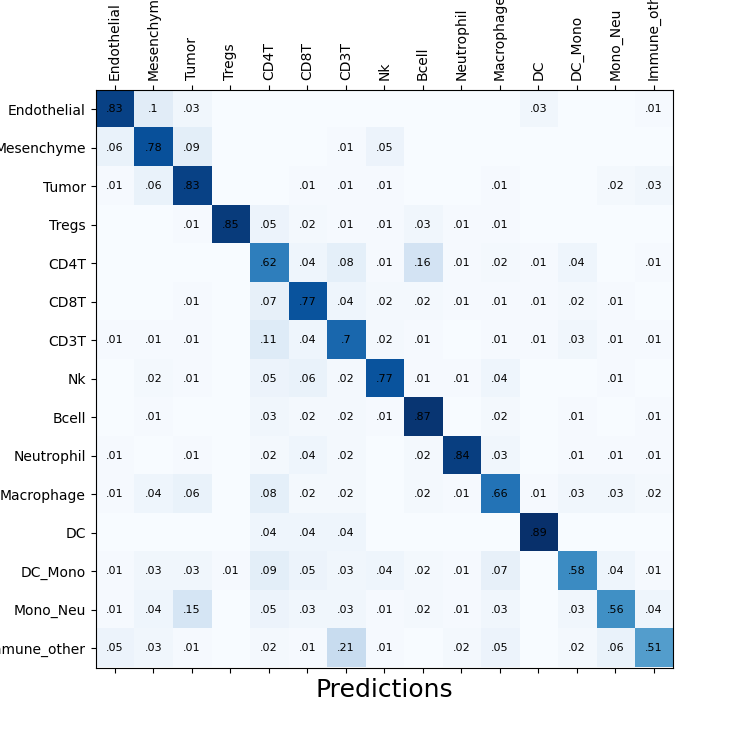 Endothelial Mesenchym Tumor Tregs CD4T CD8T CD3T Nk Bcell Neutrophil Macrophage DC DC_Mono Mono_Neu Immune_oth
Endothelial .83 .1 .03 .03 .01
Mesenchyme .06 .78 .09 .01 .05
Tumor .01 .06 .83 .01 .01 .01 .01 .02 .03
Tregs .01 .85 .05 .02 .01 .01 .03 .01 .01
CD4T .62 .04 .08 .01 .16 .01 .02 .01 .04 .01
CD8T .01 .07 .77 .04 .02 .02 .01 .01 .01 .02 .01
CD3T .01 .01 .01 .11 .04 .7 .02 .01 .01 .01 .03 .01 .01
Nk .02 .01 .05 .06 .02 .77 .01 .01 .04 .01
Bcell .01 .03 .02 .02 .01 .87 .02 .01 .01
Neutrophil .01 .01 .02 .04 .02 .02 .84 .03 .01 .01 .01
Macrophage .01 .04 .06 .08 .02 .02 .02 .01 .66 .01 .03 .03 .02
DC .04 .04 .04 .89
DC_Mono .01 .03 .03 .01 .09 .05 .03 .04 .02 .01 .07 .58 .04 .01
Mono_Neu .01 .04 .15 .05 .03 .03 .01 .02 .01 .03 .03 .56 .04
mmune_other .05 .03 .01 .02 .01 .21 .01 .02 .05 .02 .06 .51
Predictions